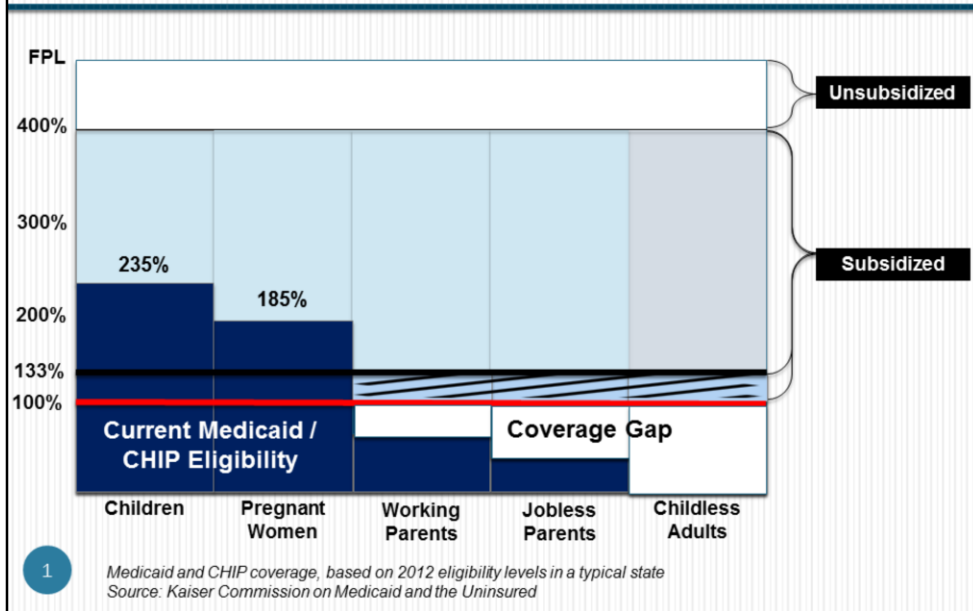 FPL
Unsubsidized
400%
300%
235%
Subsidized
185%
200%
133%
100%
Current Medicaid /
CHIP Eligibility
Coverage Gap
Children
Pregnant
Women
Working
Parents
Jobless
Parents
Childless
Adults
1
Medicaid and CHIP coverage, based on 2012 eligibility levels in a typical state
Source: Kaiser Commission on Medicaid and the Uninsured